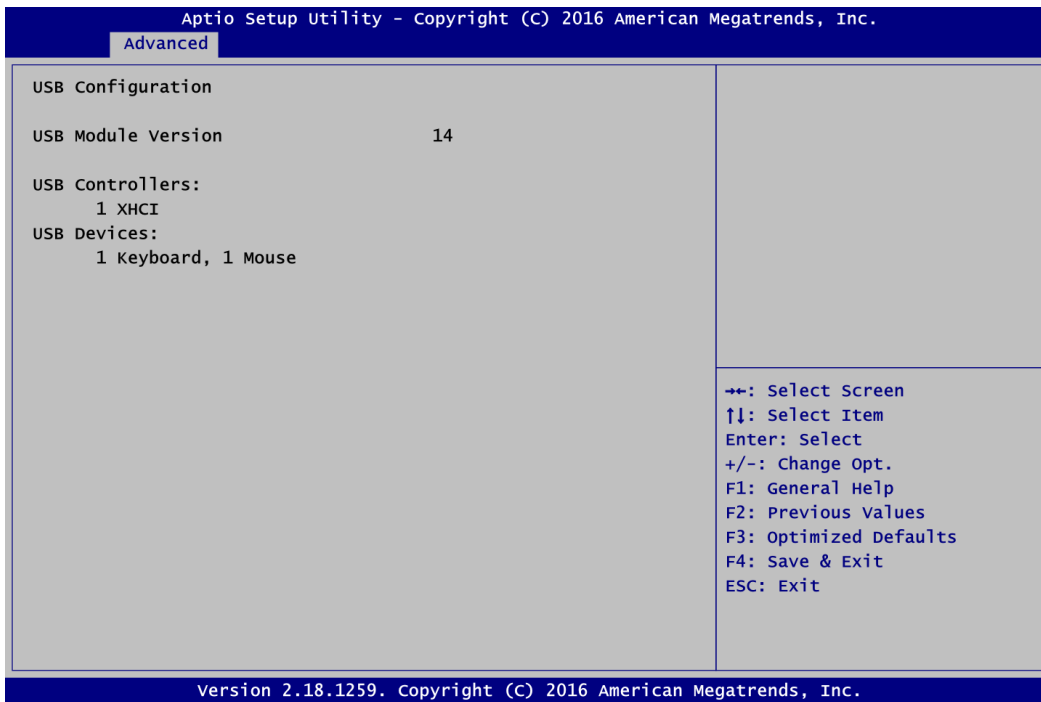 Aptio Setup Utility - Copyright (C) 2016 American Megatrends, Inc.
Advanced
USB Configuration
USB Module Version 14
USB Controllers:
1 XHCI
USB Devices:
1 Keyboard, 1 Mouse
→←: Select Screen
↑↓: Select Item
Enter: Select
+/-: Change Opt.
F1: General Help
F2: Previous Values
F3: Optimized Defaults
F4: Save & Exit
ESC: Exit
Version 2.18.1259. Copyright (C) 2016 American Megatrends, Inc.